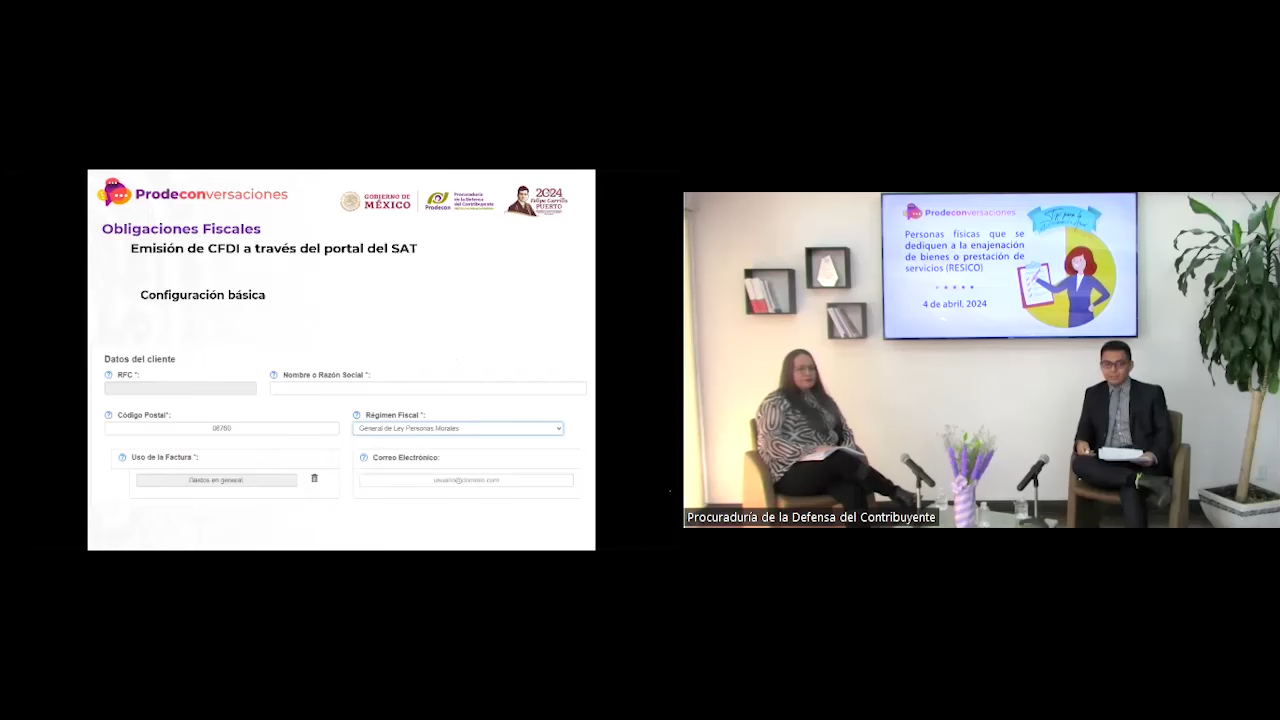 Prodeconversaciones
GOBIERNO DE
MÉXICO
Prodecon
Procuraduría
de la Defensa
del Contribuyente
2024
Felipe Carrillo
PUERTO
Obligaciones Fiscales
Emisión de CFDI a través del portal del SAT
Configuración básica
Datos del cliente
RFC *:
Nombre o Razón Social *:
Código Postal*:
Régimen Fiscal *:
General de Ley Personas Morales
Uso de la Factura *:
Correo Electrónico:
Gastos en general
usuario@dominio.com
Prodeconversaciones
Personas físicas que se
dediquen a la enajenación
de bienes o prestación de
servicios (RESICO)
4 de abril, 2024
Procuraduría de la Defensa del Contribuyente